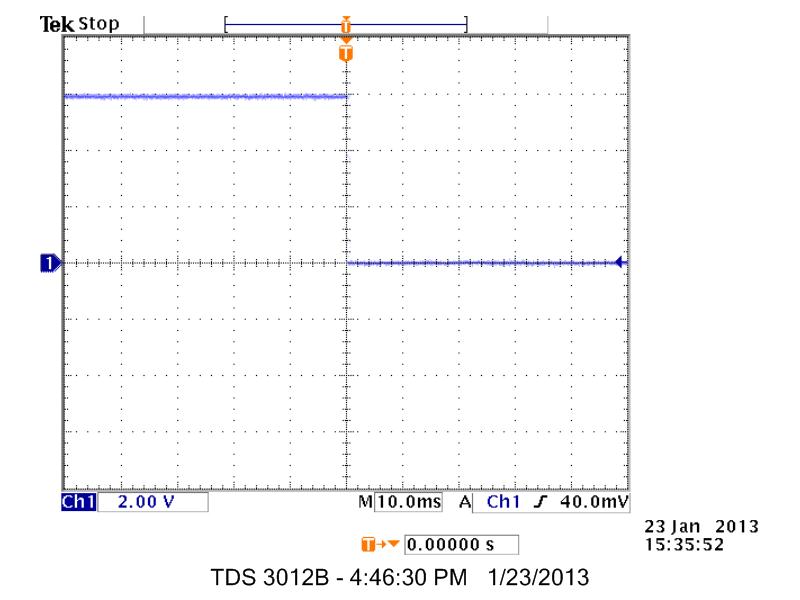 Tek Stop
T
T
1
Ch1 2.00 V M 10.0ms A Ch1 ʃ 40.0mV
T 0.00000 s
23 Jan 2013
15:35:52
TDS 3012B - 4:46:30 PM 1/23/2013